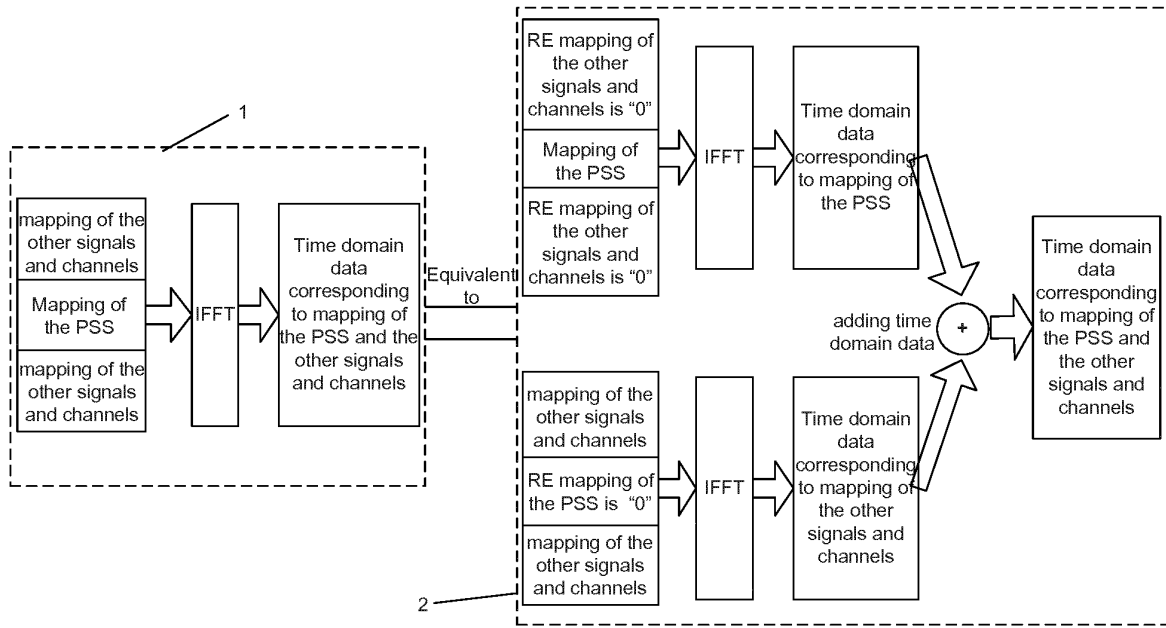 1
mapping of the
other signals
and channels
Mapping of
the PSS
mapping of the
other signals
and channels
IFFT
Time domain
data
corresponding
to mapping of
the PSS and the
other signals
and channels
Equivalent
to
2
RE mapping of
the other
signals and
channels is “0”
Mapping of
the PSS
RE mapping of
the other
signals and
channels is “0”
IFFT
Time domain
data
corresponding
to mapping of
the PSS
mapping of the
other signals
and channels
RE mapping of
the PSS is “0”
mapping of the
other signals
and channels
IFFT
Time domain
data
corresponding
to mapping of
the other
signals and
channels
adding time
domain data
+
Time domain
data
corresponding
to mapping of
the PSS and
the other
signals and
channels